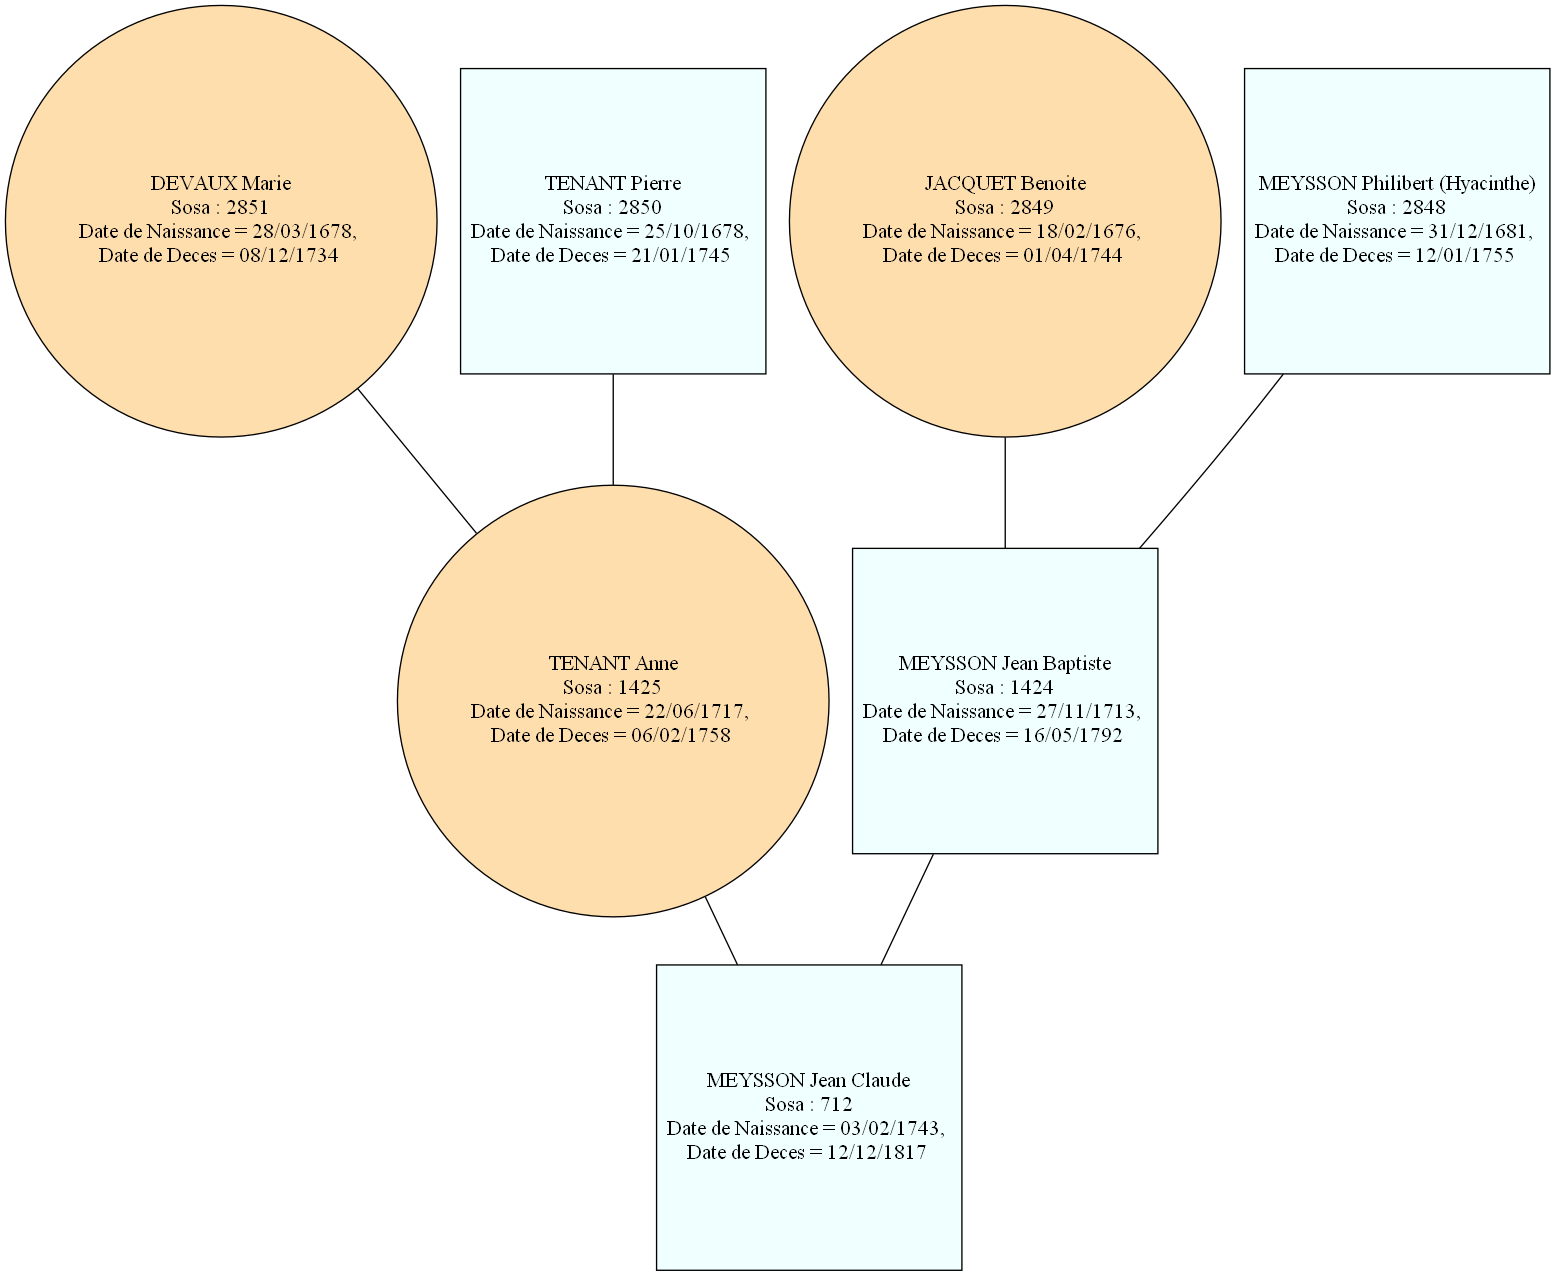 DEVAUX Marie
Sosa : 2851
Date de Naissance = 28/03/1678,
Date de Deces = 08/12/1734
TENANT Pierre
Sosa : 2850
Date de Naissance = 25/10/1678,
Date de Deces = 21/01/1745
JACQUET Benoite
Sosa : 2849
Date de Naissance = 18/02/1676,
Date de Deces = 01/04/1744
MEYSSON Philibert (Hyacinthe)
Sosa : 2848
Date de Naissance = 31/12/1681,
Date de Deces = 12/01/1755
TENANT Anne
Sosa : 1425
Date de Naissance = 22/06/1717,
Date de Deces = 06/02/1758
MEYSSON Jean Baptiste
Sosa : 1424
Date de Naissance = 27/11/1713,
Date de Deces = 16/05/1792
MEYSSON Jean Claude
Sosa : 712
Date de Naissance = 03/02/1743,
Date de Deces = 12/12/1817